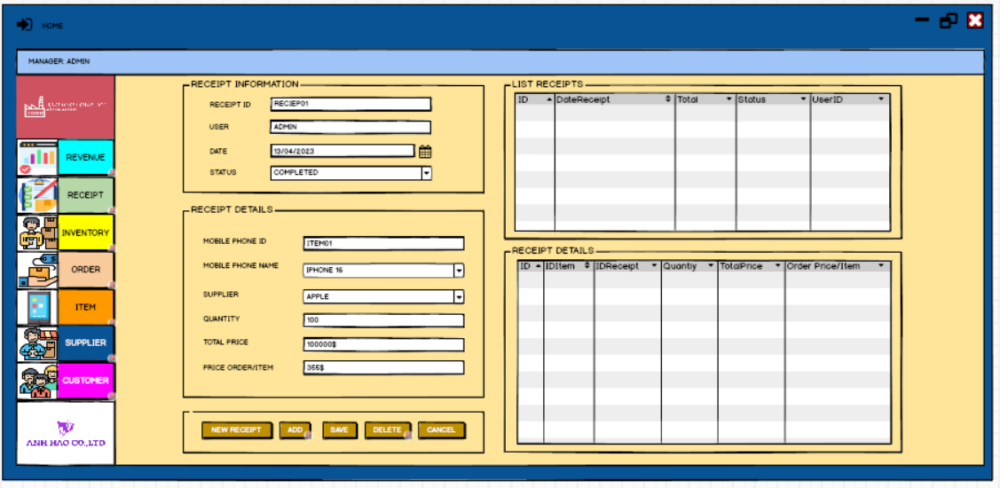 HOME
MANAGER: ADMIN
REVENUE
RECEIPT
INVENTORY
ORDER
ITEM
SUPPLIER
CUSTOMER
ANH HAO CO.,LTD
RECEIPT INFORMATION
RECEIPT ID RECIEP01
USER ADMIN
DATE 13/04/2023
STATUS COMPLETED
RECEIPT DETAILS
MOBILE PHONE ID ITEM01
MOBILE PHONE NAME IPHONE 15
SUPPLIER APPLE
QUANTITY 100
TOTAL PRICE 100000$
PRICE ORDER/ITEM 355$
NEW RECEIPT ADD SAVE DELETE CANCEL
LIST RECEIPTS
ID DateReceipt Total Status UserID
RECEIPT DETAILS
ID IDItem IDReceipt Quantiy TotalPrice Order Price/Item